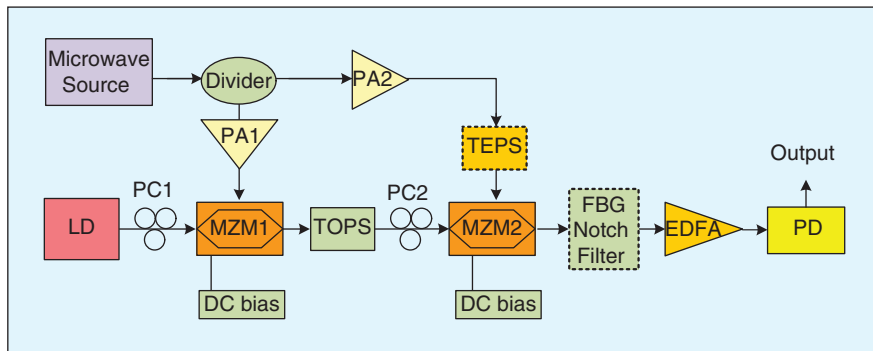 Microwave
Source
Divider
PA2
PA1
TEPS
Output
PC1
PC2
LD
MZM1
TOPS
MZM2
FBG
Notch
Filter
EDFA
PD
DC bias
DC bias